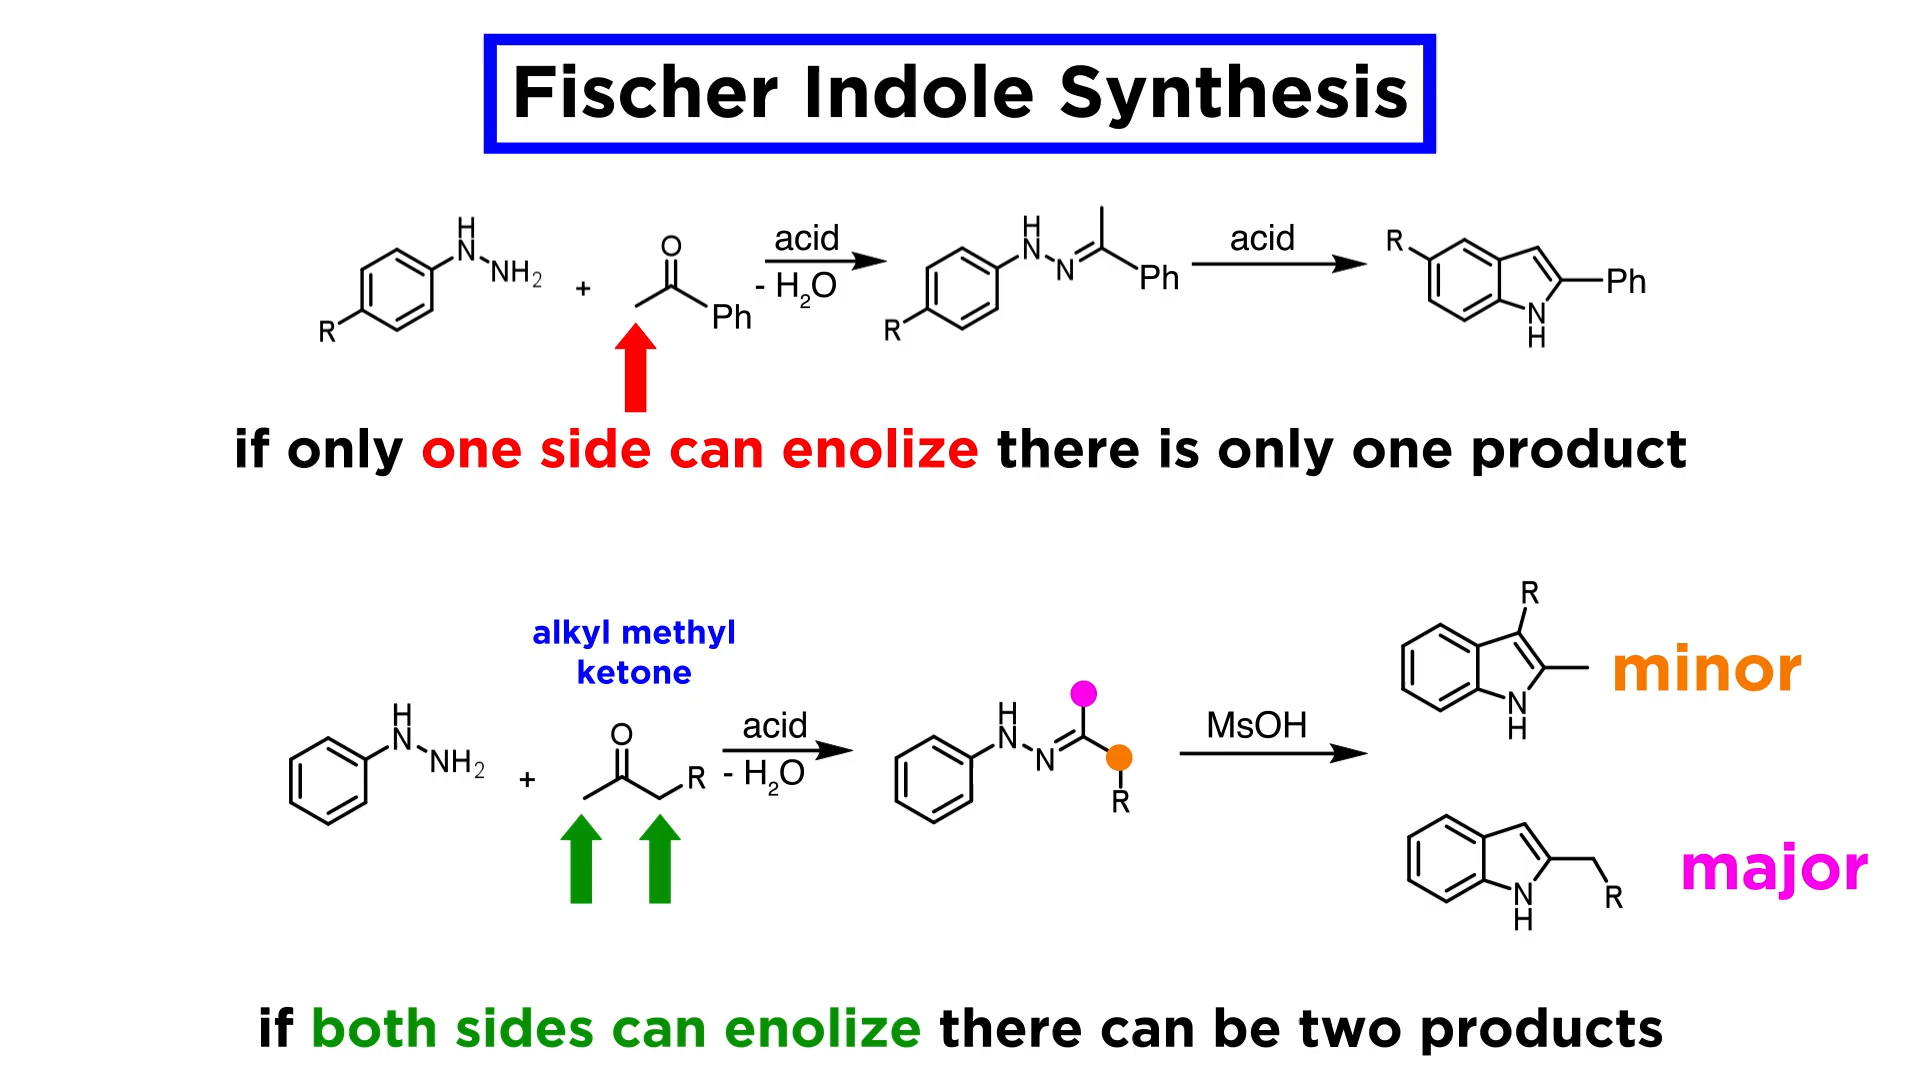 Fischer Indole Synthesis
H
N
NH2
R
+
O
Ph
acid
- H2O
H
N
N
Ph
R
acid
R
N
H
Ph
if only one side can enolize there is only one product
alkyl methyl
ketone
H
N
NH2
+
O
R
acid
- H2O
H
N
N
R
MsOH
R
N
H
minor
N
H
R
major
if both sides can enolize there can be two products